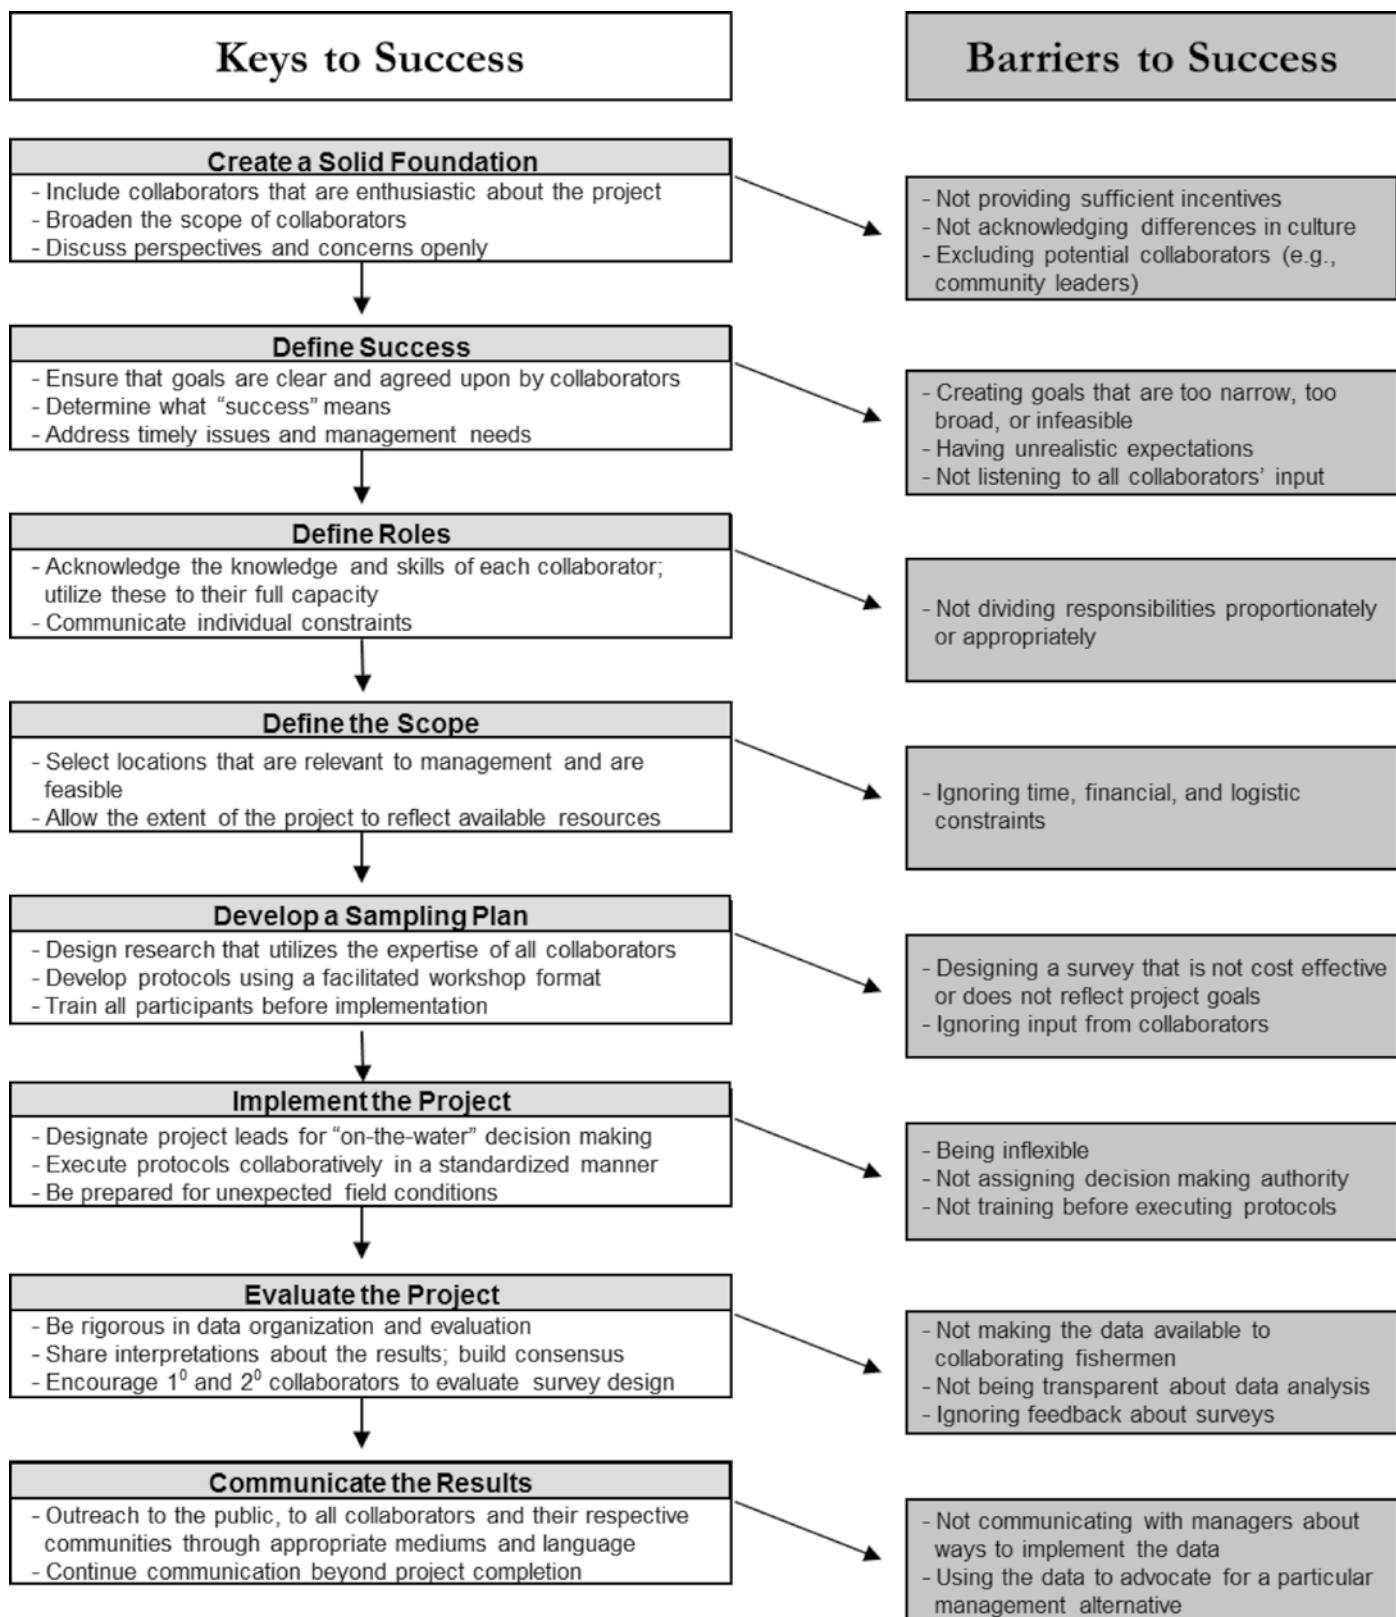 Keys to Success
Barriers to Success
Create a Solid Foundation
- Include collaborators that are enthusiastic about the project
- Broaden the scope of collaborators
- Discuss perspectives and concerns openly
- Not providing sufficient incentives
- Not acknowledging differences in culture
- Excluding potential collaborators (e.g.,
community leaders)
Define Success
- Ensure that goals are clear and agreed upon by collaborators
- Determine what “success” means
- Address timely issues and management needs
- Creating goals that are too narrow, too
broad, or infeasible
- Having unrealistic expectations
- Not listening to all collaborators’ input
Define Roles
- Acknowledge the knowledge and skills of each collaborator;
utilize these to their full capacity
- Communicate individual constraints
- Not dividing responsibilities proportionately
or appropriately
Define the Scope
- Select locations that are relevant to management and are
feasible
- Allow the extent of the project to reflect available resources
- Ignoring time, financial, and logistic
constraints
Develop a Sampling Plan
- Design research that utilizes the expertise of all collaborators
- Develop protocols using a facilitated workshop format
- Train all participants before implementation
- Designing a survey that is not cost effective
or does not reflect project goals
- Ignoring input from collaborators
Implement the Project
- Designate project leads for “on-the-water” decision making
- Execute protocols collaboratively in a standardized manner
- Be prepared for unexpected field conditions
- Being inflexible
- Not assigning decision making authority
- Not training before executing protocols
Evaluate the Project
- Be rigorous in data organization and evaluation
- Share interpretations about the results; build consensus
- Encourage 1⁰ and 2⁰ collaborators to evaluate survey design
- Not making the data available to
collaborating fishermen
- Not being transparent about data analysis
- Ignoring feedback about surveys
Communicate the Results
- Outreach to the public, to all collaborators and their respective
communities through appropriate mediums and language
- Continue communication beyond project completion
- Not communicating with managers about
ways to implement the data
- Using the data to advocate for a particular
management alternative